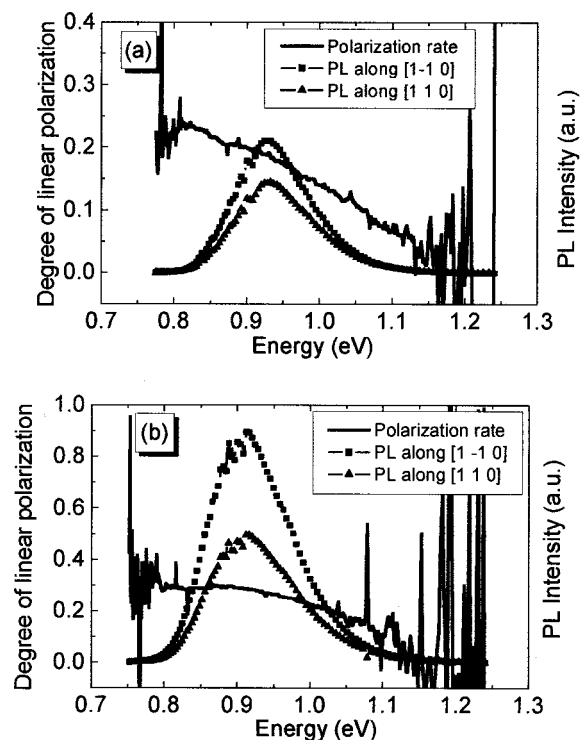 (a)
Polarization rate
PL along [1-1 0]
PL along [1 1 0]
Degree of linear polarization
0.4
0.3
0.2
0.1
0.0
0.7 0.8 0.9 1.0 1.1 1.2 1.3
Energy (eV)
PL Intensity (a.u.)
(b)
Polarization rate
PL along [1 -1 0]
PL along [1 1 0]
Degree of linear polarization
1.0
0.8
0.6
0.4
0.2
0.0
0.7 0.8 0.9 1.0 1.1 1.2 1.3
Energy (eV)
PL Intensity (a.u.)